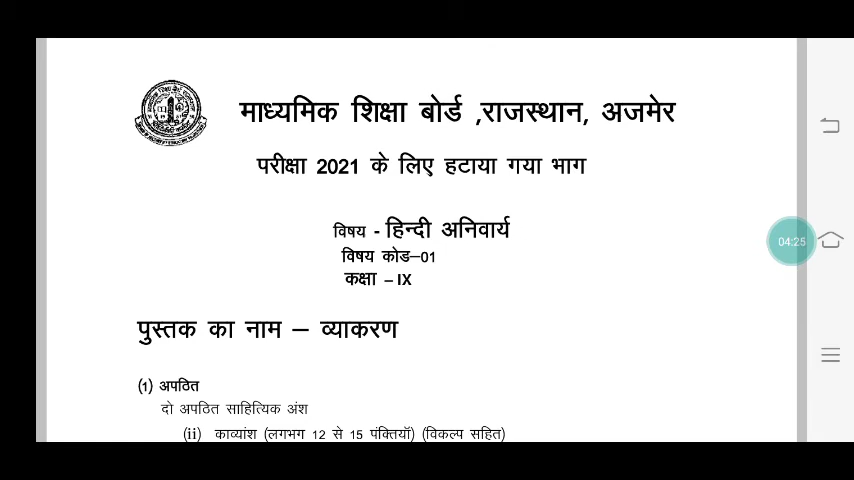 माध्यमिक शिक्षा बोर्ड ,राजस्थान, अजमेर
परीक्षा 2021 के लिए हटाया गया भाग
विषय - हिन्दी अनिवार्य
विषय कोड–01
कक्षा – IX
04:25
पुस्तक का नाम – व्याकरण
(1) अपठित
दो अपठित साहित्यिक अंश
(ii) काव्यांश (लगभग 12 से 15 पंक्तियाँ) (विकल्प सहित)